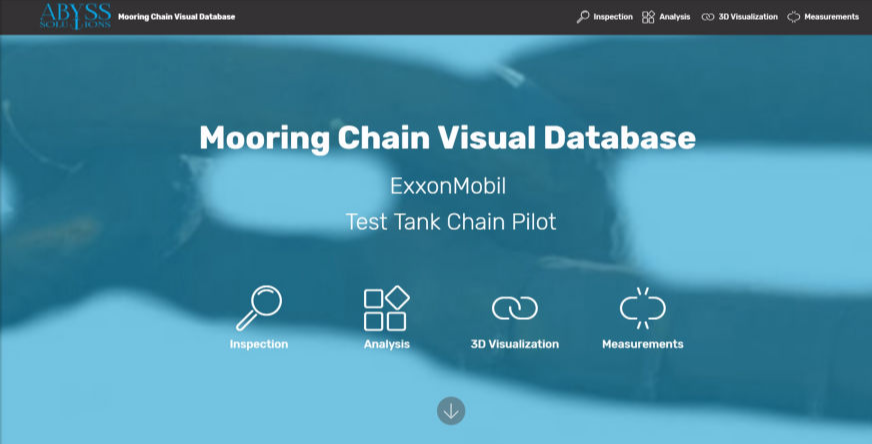 ABYSS
SOLUTIONS
Mooring Chain Visual Database
Inspection
Analysis
3D Visualization
Measurements
Mooring Chain Visual Database
ExxonMobil
Test Tank Chain Pilot
Inspection
Analysis
3D Visualization
Measurements